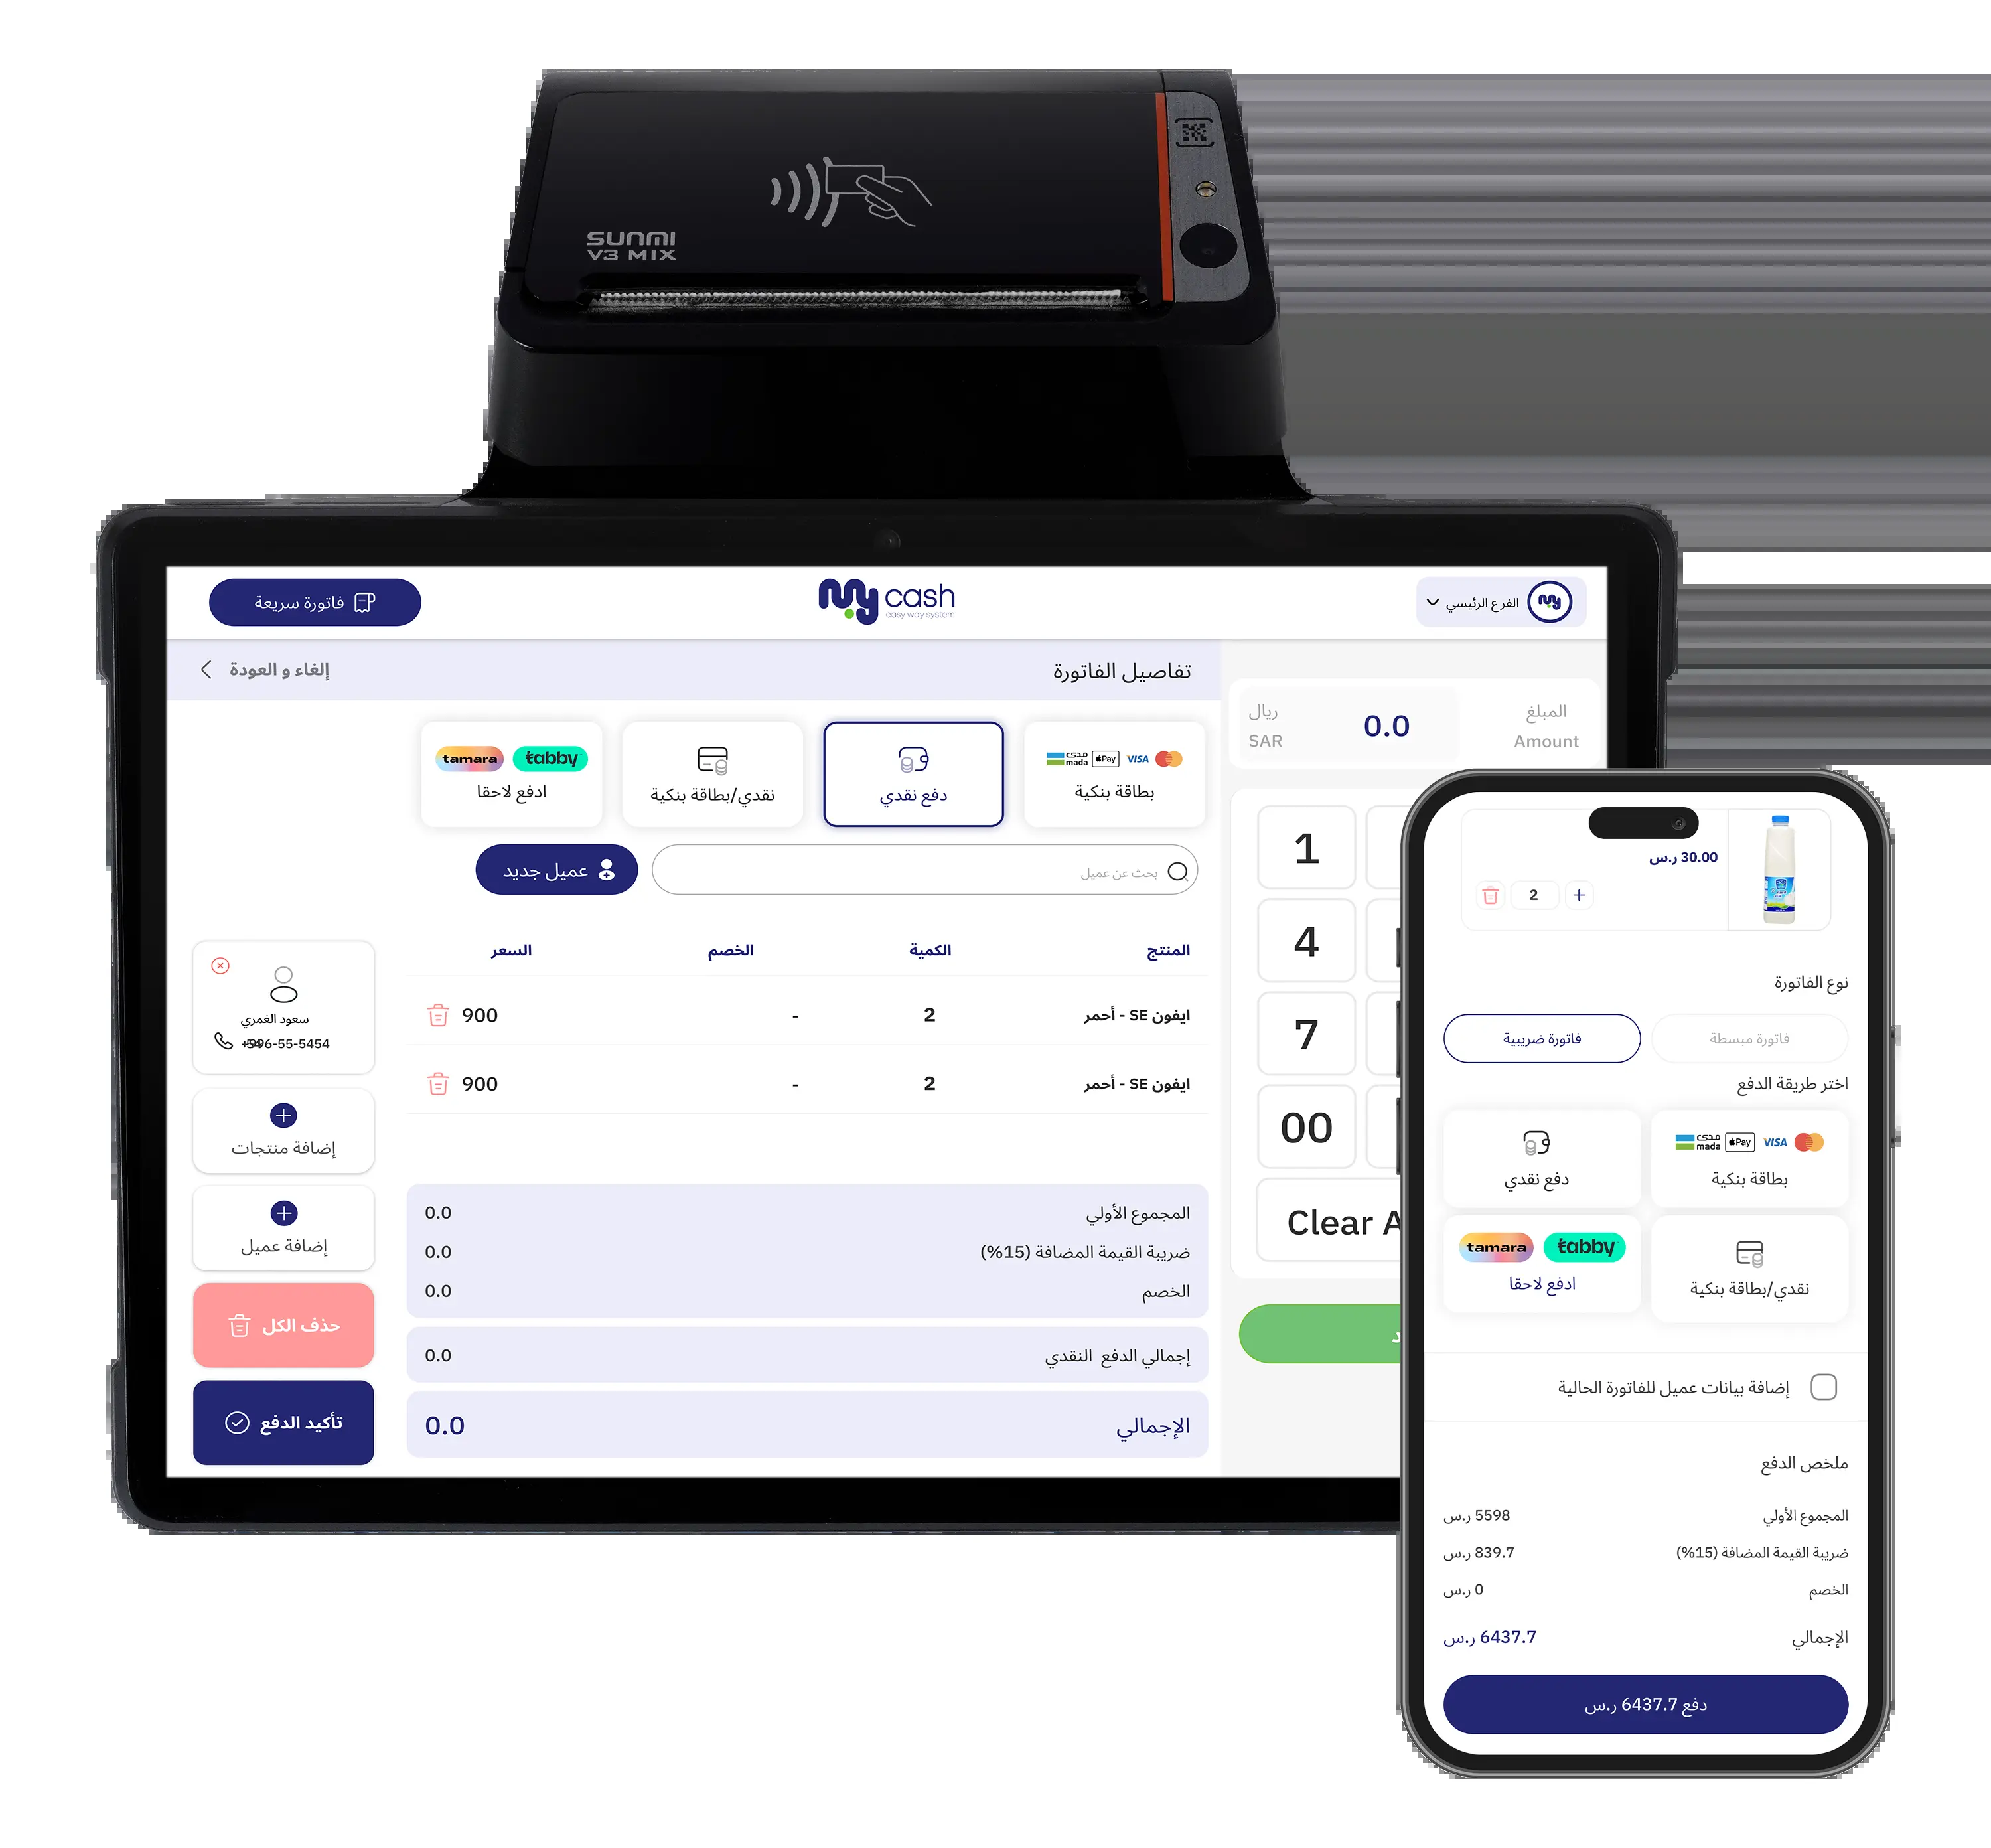 SUNMI
V3 MIX
الفرع الرئيسي
My cash
easy way system
فاتورة سريعة
تفاصيل الفاتورة
إلغاء و العودة
المبلغ
Amount
0.0
ريال
SAR
مدى mada Pay VISA
بطاقة بنكية
دفع نقدي
نقدي/بطاقة بنكية
tamara tabby
ادفع لاحقا
بحث عن عميل
عميل جديد
المنتج الكمية الخصم السعر
ايفون SE - أحمر 2 - 900
ايفون SE - أحمر 2 - 900
سعود الغمري
إضافة منتجات
إضافة عميل
حذف الكل
تأكيد الدفع
المجموع الأولي 0.0
ضريبة القيمة المضافة (15%) 0.0
الخصم 0.0
إجمالي الدفع النقدي 0.0
الإجمالي 0.0
1
4
7
00
Clear A
30.00 ر.س
2
نوع الفاتورة
فاتورة مبسطة
فاتورة ضريبية
اختر طريقة الدفع
مدى mada Pay VISA
بطاقة بنكية
دفع نقدي
نقدي/بطاقة بنكية
tamara tabby
ادفع لاحقا
إضافة بيانات عميل للفاتورة الحالية
ملخص الدفع
المجموع الأولي 5598 ر.س
ضريبة القيمة المضافة (15%) 839.7 ر.س
الخصم 0 ر.س
الإجمالي 6437.7 ر.س
دفع 6437.7 ر.س